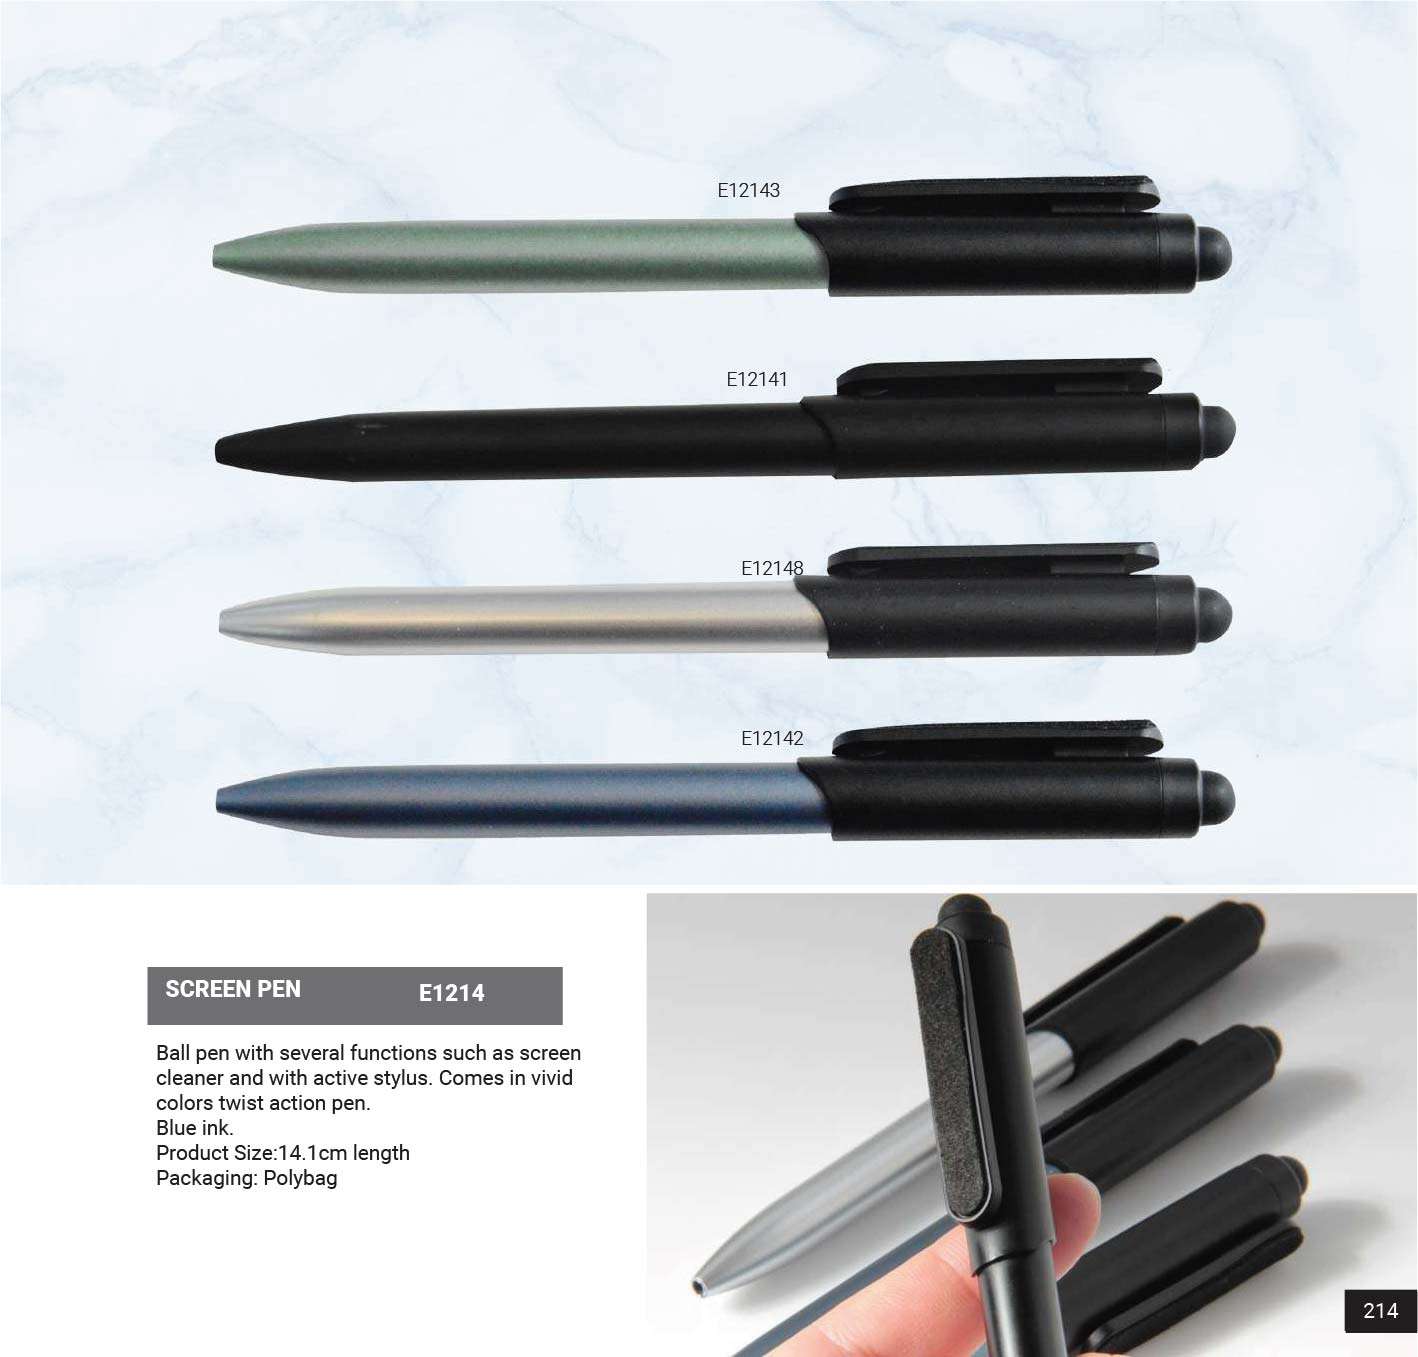 E12143
E12141
E12148
E12142
SCREEN PEN E1214
Ball pen with several functions such as screen
cleaner and with active stylus. Comes in vivid
colors twist action pen.
Blue ink.
Product Size:14.1cm length
Packaging: Polybag
214